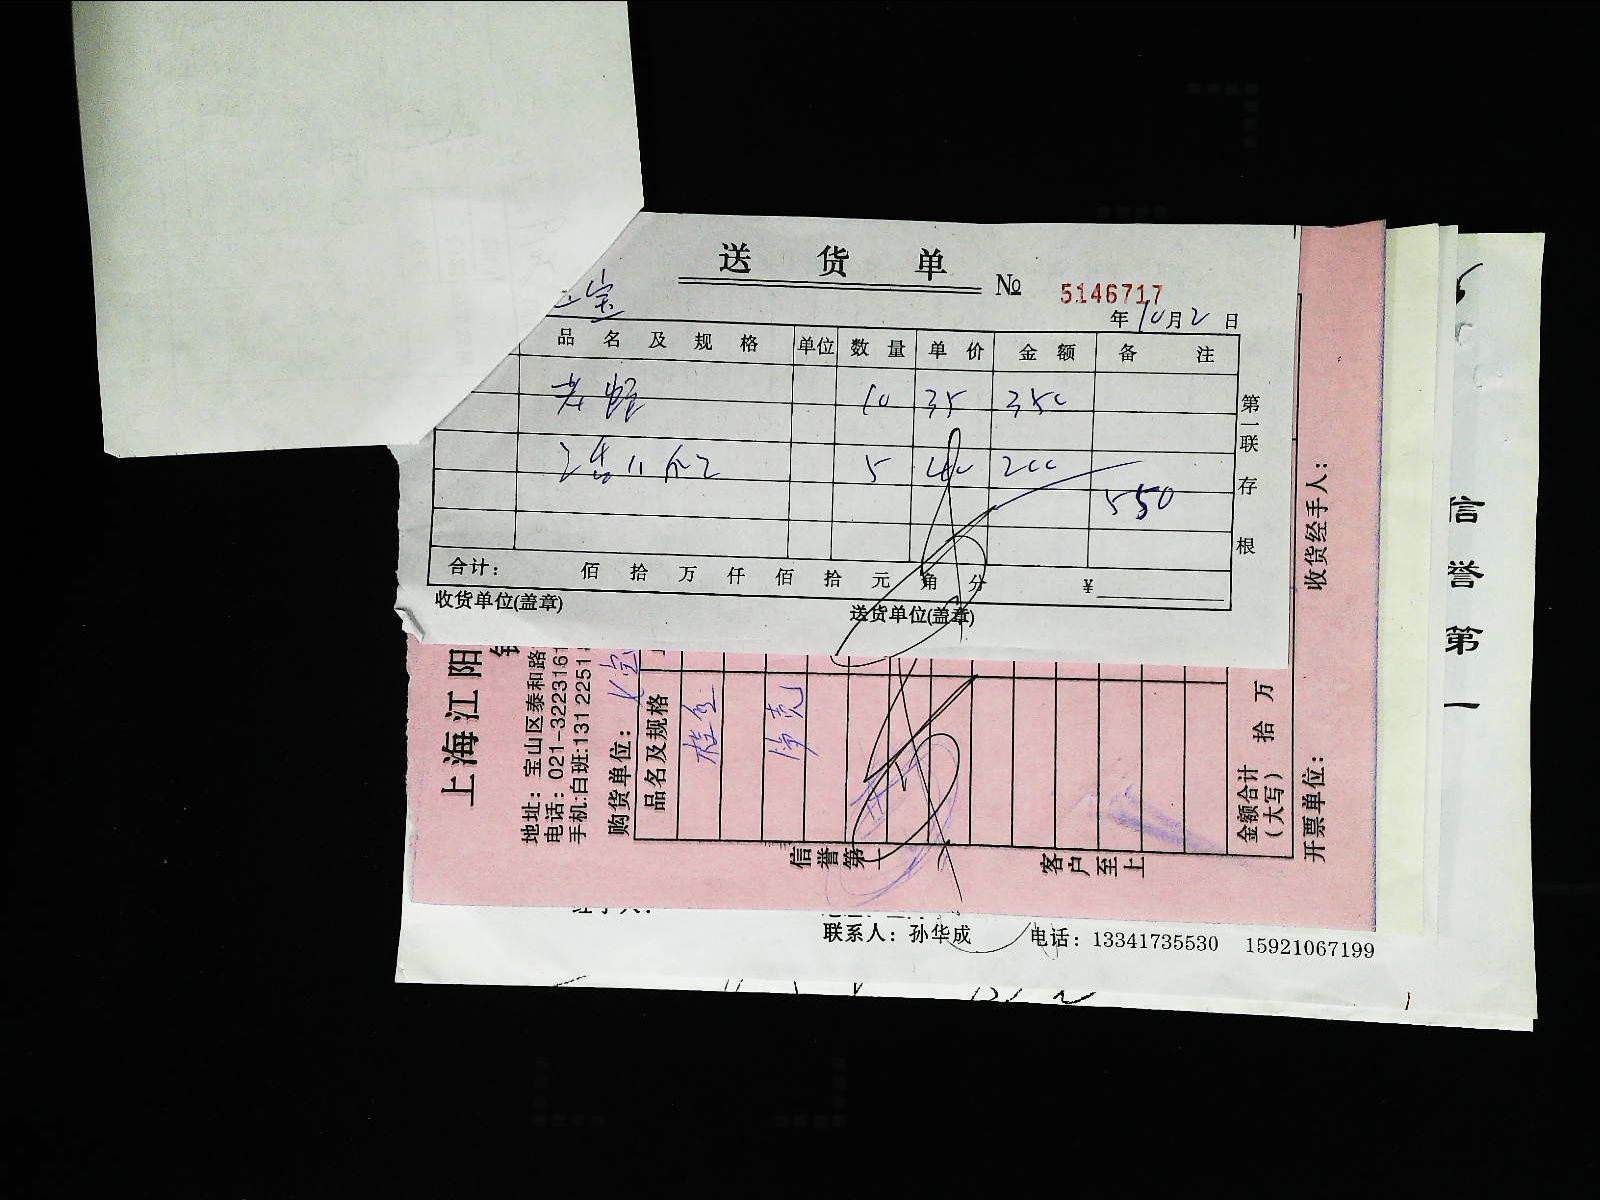 送 货 单
№ 5146717
宝
年 10 月 2 日
品 名 及 规 格 单位 数 量 单 价 金 额 备 注
10 35 350
5 40 200
550
合计： 佰 拾 万 仟 佰 拾 元 角 分 ¥
收货单位(盖章) 送货单位(盖章)
第一联 存根
上海江阳
地址：宝山区泰和路
电话：021-3223161
手机:白班:131 2251
购货单位：
品名及规格
信誉第一 客户至上
金额合计（大写） 拾 万
开票单位： 收货经手人：
联系人：孙华成 电话：13341735530 15921067199
信誉第一